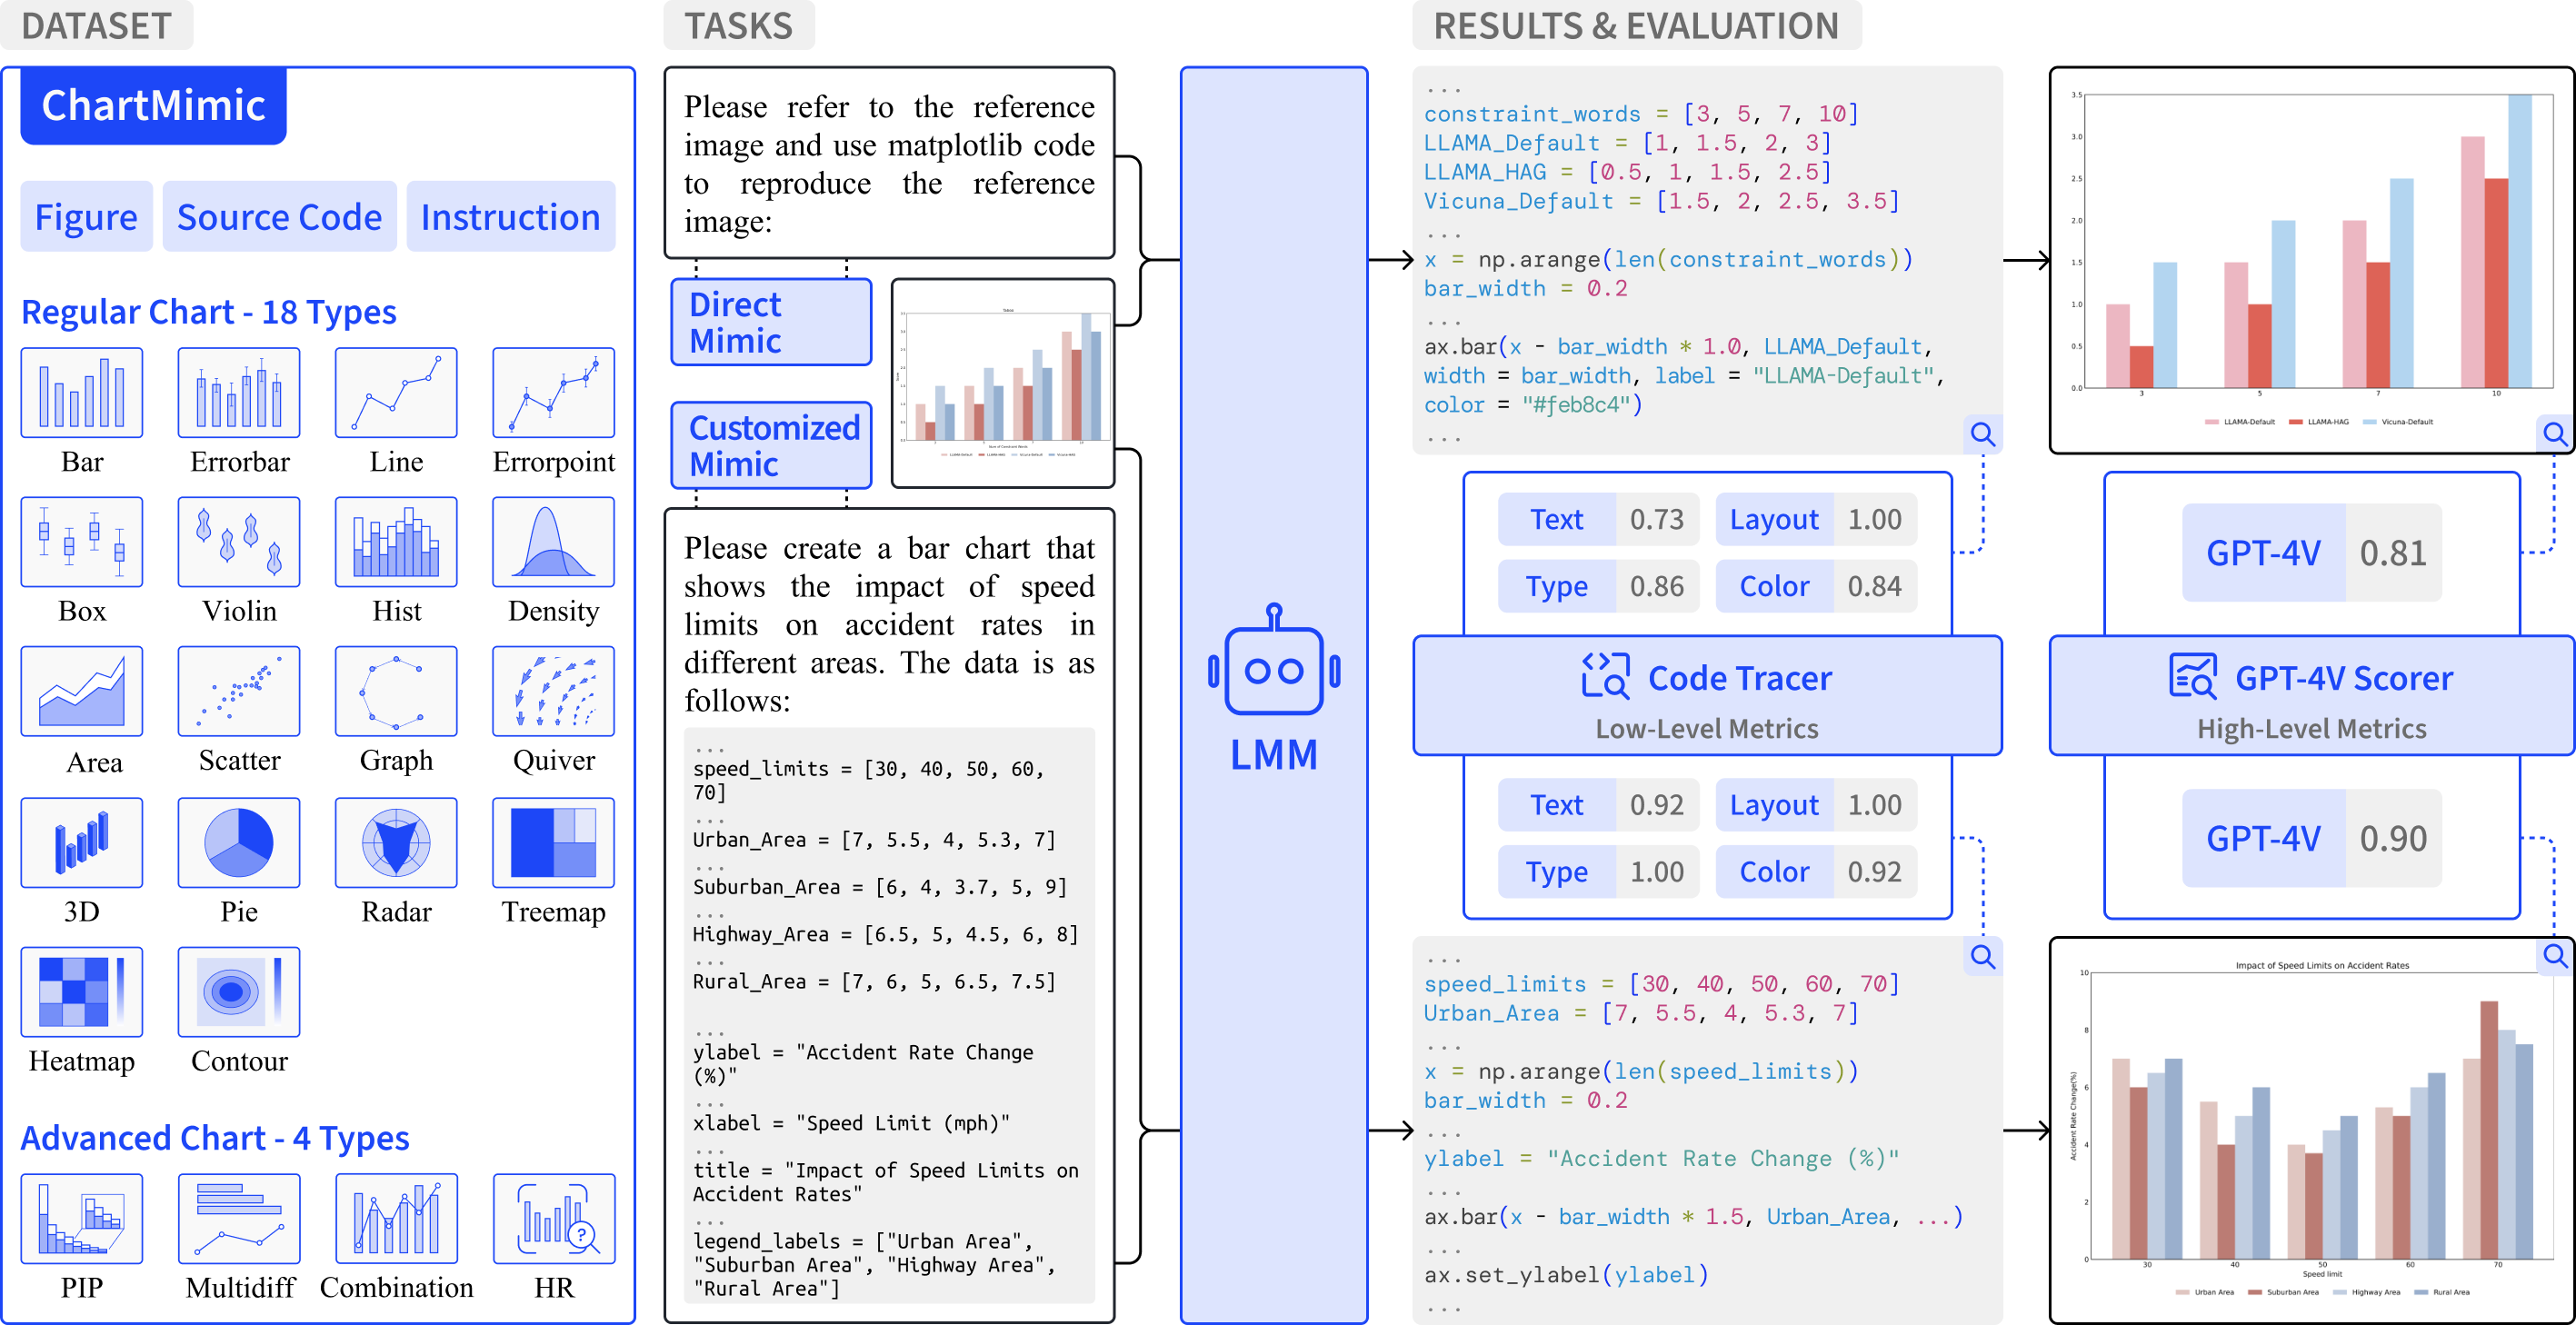 DATASET
ChartMimic
Figure
Source Code
Instruction
Regular Chart - 18 Types
Bar
Errorbar
Line
Errorpoint
Box
Violin
Hist
Density
Area
Scatter
Graph
Quiver
3D
Pie
Radar
Treemap
Heatmap
Contour
Advanced Chart - 4 Types
PIP
Multidiff
Combination
?
HR
TASKS
Please refer to the reference
image and use matplotlib code
to reproduce the reference
image:
Direct
Mimic
Customized
Mimic
Please create a bar chart that
shows the impact of speed
limits on accident rates in
different areas. The data is as
follows:
...
speed_limits = [30, 40, 50, 60,
70]
...
Urban_Area = [7, 5.5, 4, 5.3, 7]
...
Suburban_Area = [6, 4, 3.7, 5, 9]
...
Highway_Area = [6.5, 5, 4.5, 6, 8]
...
Rural_Area = [7, 6, 5, 6.5, 7.5]
...
ylabel = "Accident Rate Change
(%)"
...
xlabel = "Speed Limit (mph)"
...
title = "Impact of Speed Limits on
Accident Rates"
...
legend_labels = ["Urban Area",
"Suburban Area", "Highway Area",
"Rural Area"]
LMM
RESULTS & EVALUATION
...
constraint_words = [3, 5, 7, 10]
LLAMA_Default = [1, 1.5, 2, 3]
LLAMA_HAG = [0.5, 1, 1.5, 2.5]
Vicuna_Default = [1.5, 2, 2.5, 3.5]
...
x = np.arange(len(constraint_words))
bar_width = 0.2
...
ax.bar(x - bar_width * 1.0, LLAMA_Default,
width = bar_width, label = "LLAMA-Default",
color = "#feb8c4")
...
3.5
3.0
2.5
2.0
1.5
1.0
0.5
0.0
3 5 7 10
LLAMA-Default LLAMA-HAG Vicuna-Default
Text 0.73 Layout 1.00
Type 0.86 Color 0.84
Code Tracer
Low-Level Metrics
Text 0.92 Layout 1.00
Type 1.00 Color 0.92
GPT-4V 0.81
GPT-4V Scorer
High-Level Metrics
GPT-4V 0.90
...
speed_limits = [30, 40, 50, 60, 70]
Urban_Area = [7, 5.5, 4, 5.3, 7]
...
x = np.arange(len(speed_limits))
bar_width = 0.2
...
ylabel = "Accident Rate Change (%)"
...
ax.bar(x - bar_width * 1.5, Urban_Area, ...)
...
ax.set_ylabel(ylabel)
...
Impact of Speed Limits on Accident Rates
10
8
6
4
2
0
Accident Rate Change(%)
30 40 50 60 70
Speed limit
Urban Area Suburban Area Highway Area Rural Area